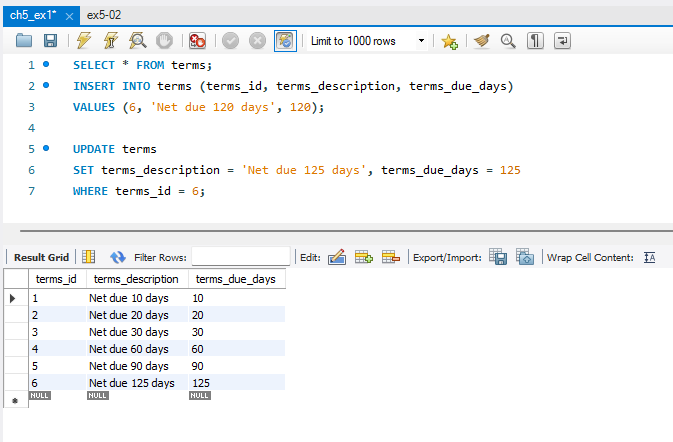 ch5_ex1* × ex5-02
Limit to 1000 rows
1 SELECT * FROM terms;
2 INSERT INTO terms (terms_id, terms_description, terms_due_days)
3 VALUES (6, 'Net due 120 days', 120);
4
5 UPDATE terms
6 SET terms_description = 'Net due 125 days', terms_due_days = 125
7 WHERE terms_id = 6;
Result Grid Filter Rows: Edit: Export/Import: Wrap Cell Content: IA
terms_id terms_description terms_due_days
1 Net due 10 days 10
2 Net due 20 days 20
3 Net due 30 days 30
4 Net due 60 days 60
5 Net due 90 days 90
6 Net due 125 days 125
NULL NULL NULL